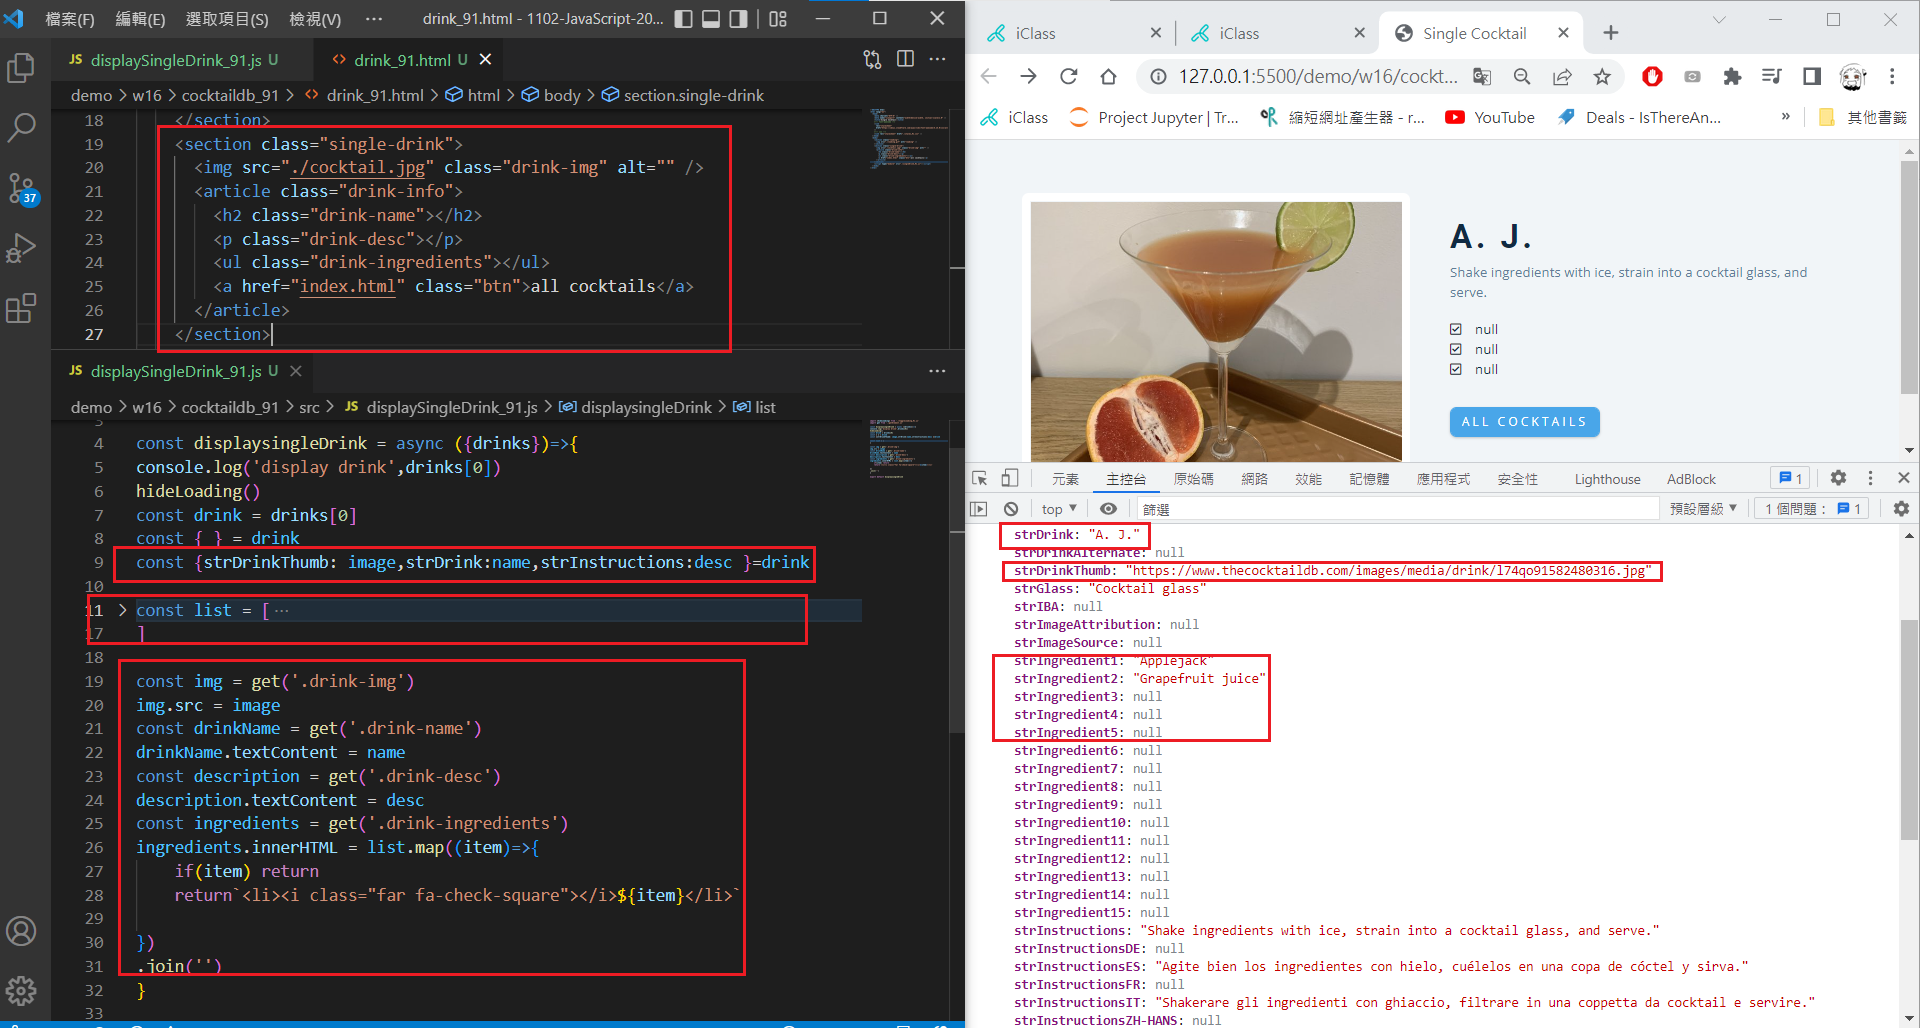 檔案(F) 編輯(E) 選取項目(S) 檢視(V) ··· drink_91.html - 1102-JavaScript-20...
JS displaySingleDrink_91.js U <> drink_91.html U
demo > w16 > cocktaildb_91 > <> drink_91.html > html > body > section.single-drink
18 </section>
19 <section class="single-drink">
20 <img src="./cocktail.jpg" class="drink-img" alt="" />
21 <article class="drink-info">
22 <h2 class="drink-name"></h2>
23 <p class="drink-desc"></p>
24 <ul class="drink-ingredients"></ul>
25 <a href="index.html" class="btn">all cocktails</a>
26 </article>
27 </section>
37
JS displaySingleDrink_91.js U
demo > w16 > cocktaildb_91 > src > JS displaySingleDrink_91.js > displaysingleDrink > list
3
4 const displaysingleDrink = async ({drinks})=>{
5 console.log('display drink',drinks[0])
6 hideLoading()
7 const drink = drinks[0]
8 const { } = drink
9 const {strDrinkThumb: image,strDrink:name,strInstructions:desc }=drink
10
11 > const list = [ ···
17 ]
18
19 const img = get('.drink-img')
20 img.src = image
21 const drinkName = get('.drink-name')
22 drinkName.textContent = name
23 const description = get('.drink-desc')
24 description.textContent = desc
25 const ingredients = get('.drink-ingredients')
26 ingredients.innerHTML = list.map((item)=>{
27 if(item) return
28 return`<li><i class="far fa-check-square"></i>${item}</li>`
29
30 })
31 .join('')
32 }
33
iClass iClass Single Cocktail
127.0.0.1:5500/demo/w16/cockt...
iClass Project Jupyter | Tr... 縮短網址產生器 - r... YouTube Deals - IsThereAn... » 其他書籤
A. J.
Shake ingredients with ice, strain into a cocktail glass, and
serve.
null
null
null
ALL COCKTAILS
元素 主控台 原始碼 網路 效能 記憶體 應用程式 安全性 Lighthouse AdBlock 1
top 篩選 預設層級 1 個問題： 1
strDrink: "A. J."
strDrinkAlternate: null
strDrinkThumb: "https://www.thecocktaildb.com/images/media/drink/l74qo91582480316.jpg"
strGlass: "Cocktail glass"
strIBA: null
strImageAttribution: null
strImageSource: null
strIngredient1: "Applejack"
strIngredient2: "Grapefruit juice"
strIngredient3: null
strIngredient4: null
strIngredient5: null
strIngredient6: null
strIngredient7: null
strIngredient8: null
strIngredient9: null
strIngredient10: null
strIngredient11: null
strIngredient12: null
strIngredient13: null
strIngredient14: null
strIngredient15: null
strInstructions: "Shake ingredients with ice, strain into a cocktail glass, and serve."
strInstructionsDE: null
strInstructionsES: "Agite bien los ingredientes con hielo, cuélelos en una copa de cóctel y sirva."
strInstructionsFR: null
strInstructionsIT: "Shakerare gli ingredienti con ghiaccio, filtrare in una coppetta da cocktail e servire."
strInstructionsZH-HANS: null